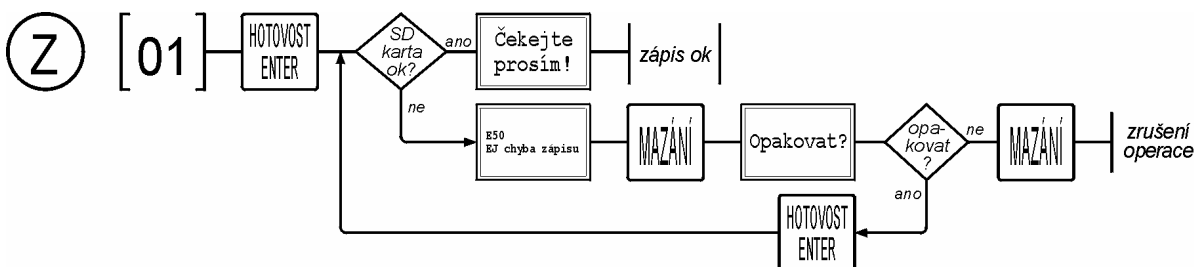 Z
[01]
HOTOVOST
ENTER
SD
karta
ok?
ano
Čekejte
prosím!
zápis ok
ne
E50
EJ chyba zápisu
MAZÁNÍ
Opakovat?
opa-
kovat
?
ne
MAZÁNÍ
zrušení
operace
ano
HOTOVOST
ENTER